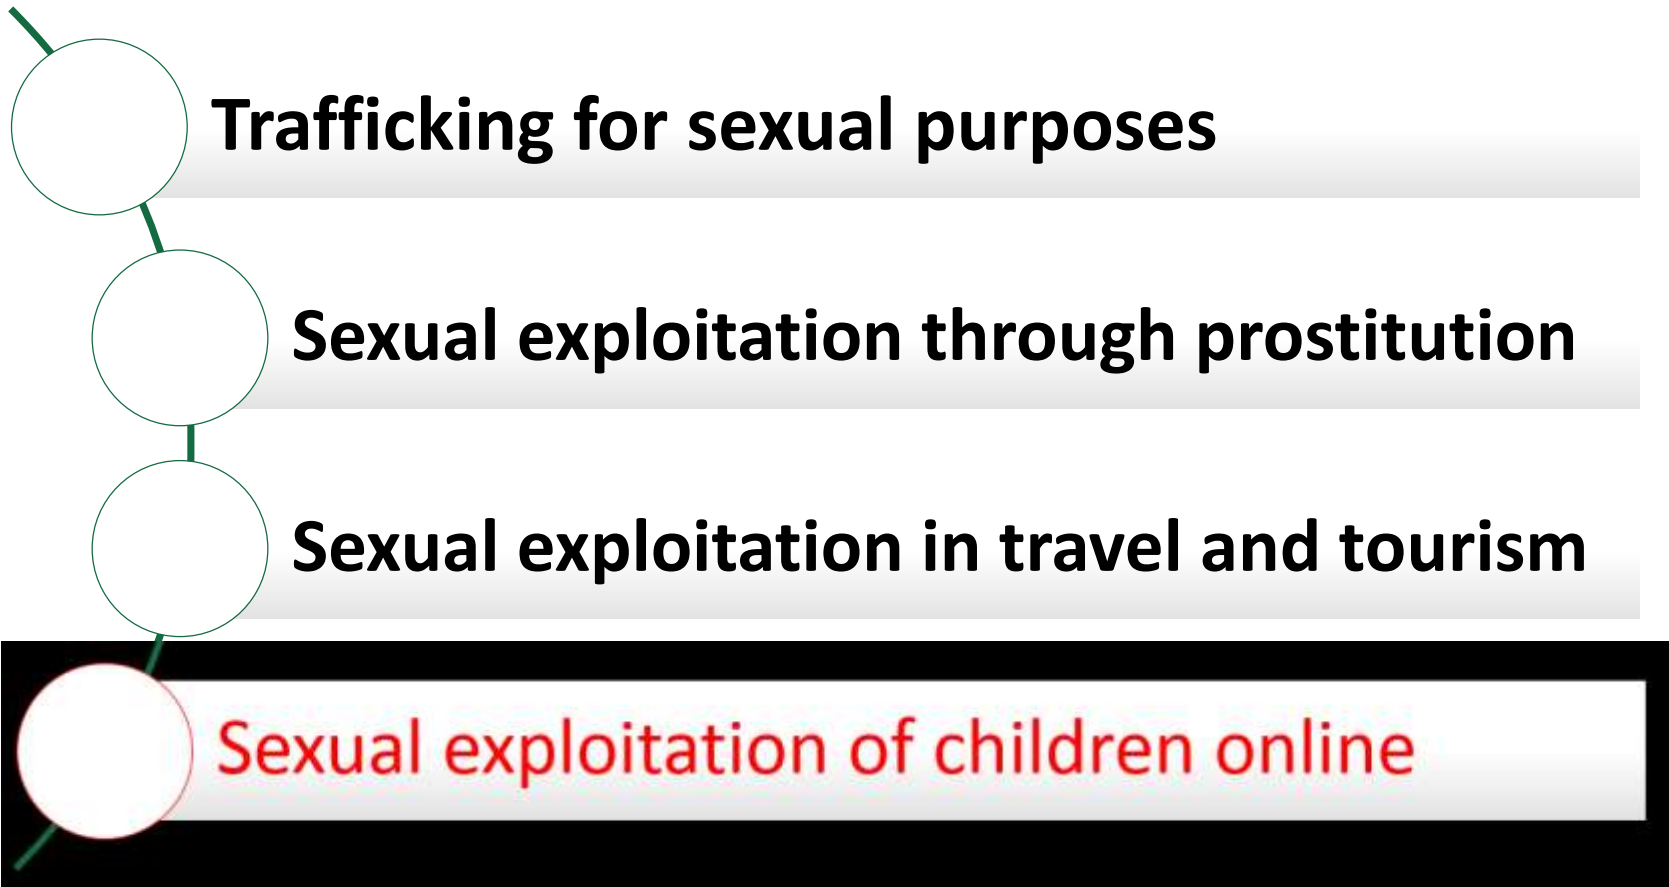 Trafficking for sexual purposes
Sexual exploitation through prostitution
Sexual exploitation in travel and tourism
Sexual exploitation of children online